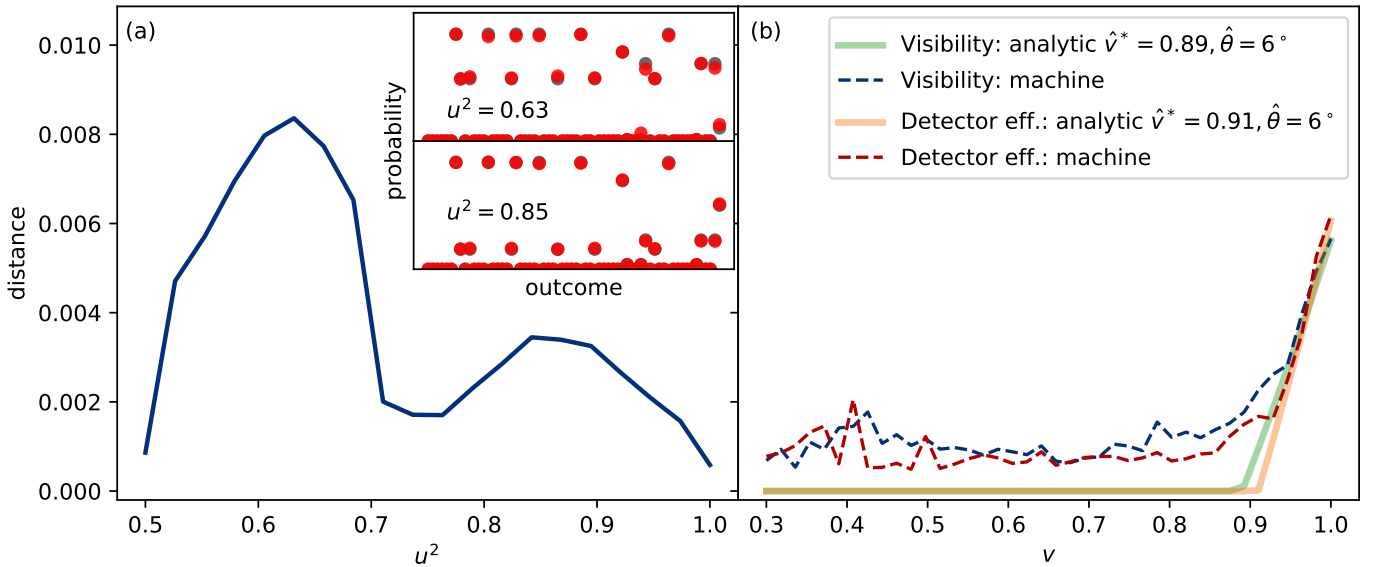 (a)
0.010
0.008
0.006
0.004
0.002
0.000
distance
0.5
0.6
0.7
0.8
0.9
1.0
u²
probability
u² = 0.63
u² = 0.85
outcome
(b)
Visibility: analytic v̂* = 0.89, θ̂ = 6°
Visibility: machine
Detector eff.: analytic v̂* = 0.91, θ̂ = 6°
Detector eff.: machine
0.3
0.4
0.5
0.6
0.7
0.8
0.9
1.0
v